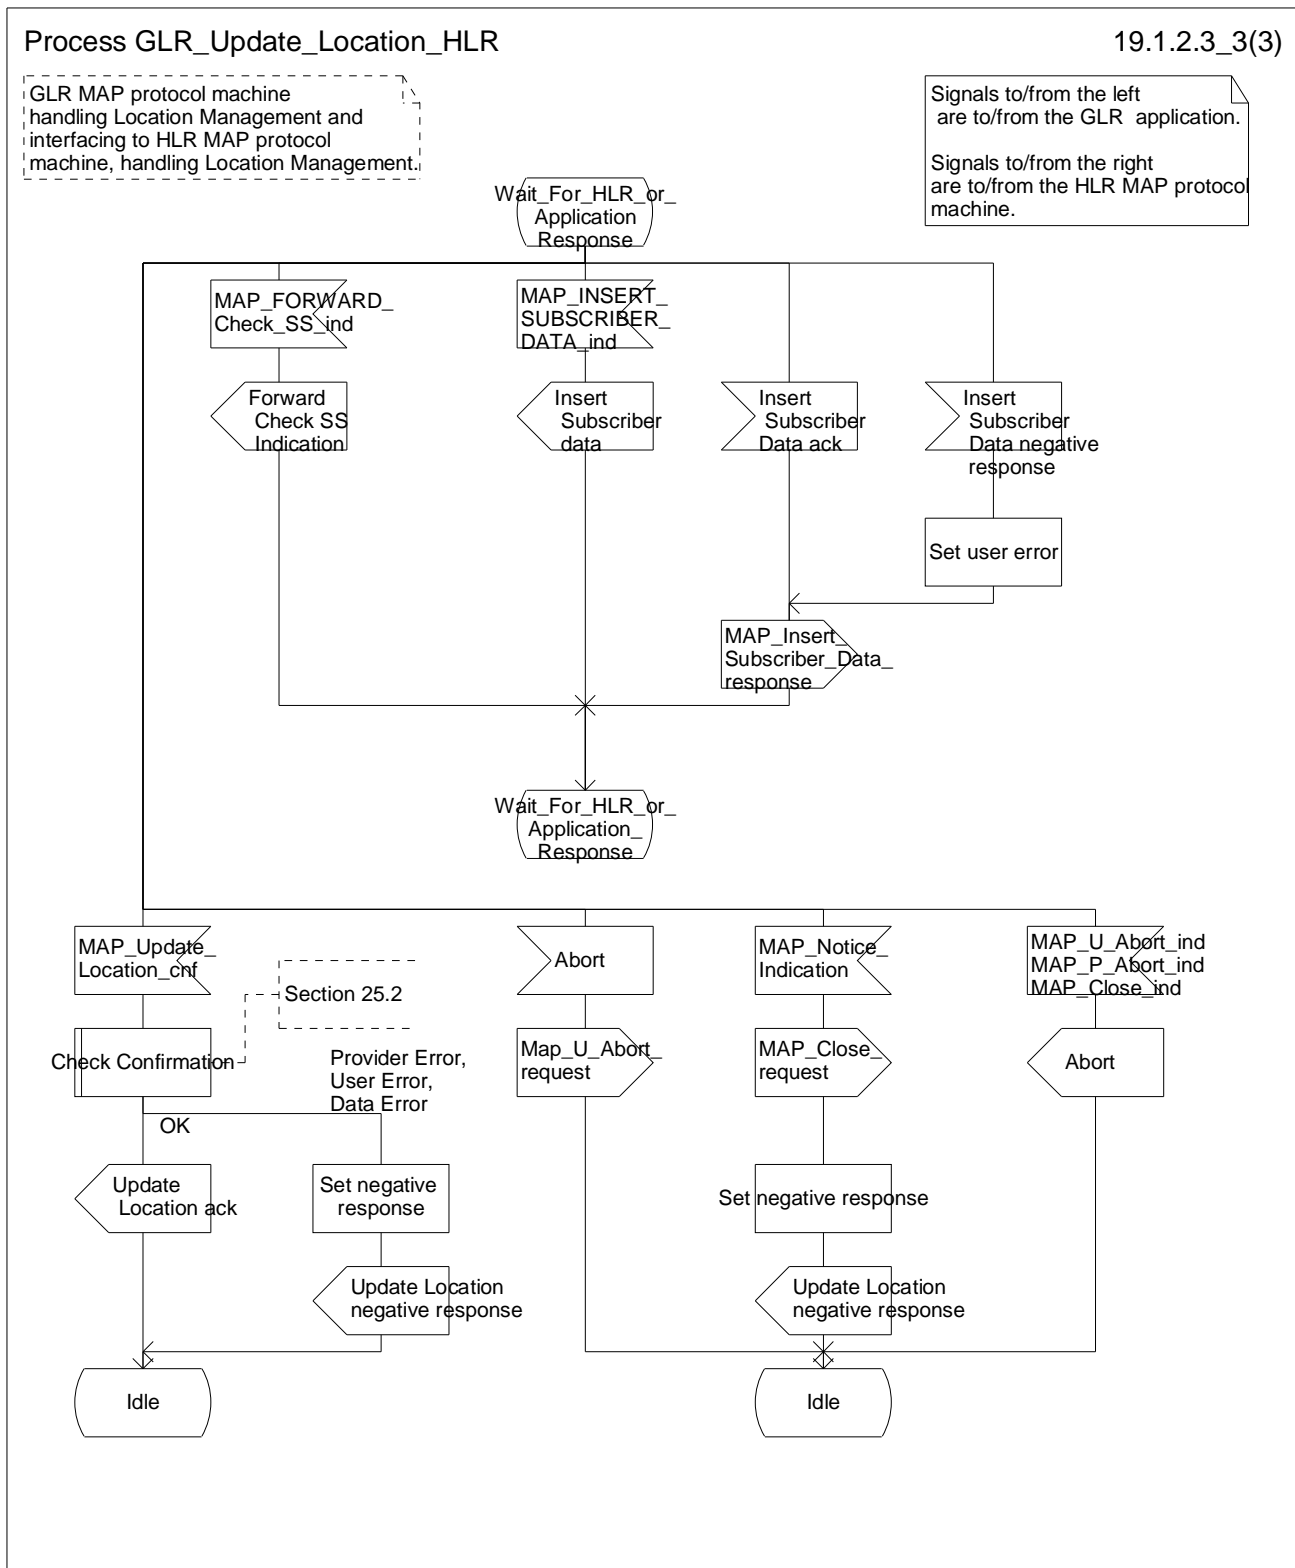 Process GLR_Update_Location_HLR
19.1.2.3_3(3)
GLR MAP protocol machine
handling Location Management and
interfacing to HLR MAP protocol
machine, handling Location Management.
Signals to/from the left
are to/from the GLR application.
Signals to/from the right
are to/from the HLR MAP protocol
machine.
Wait_For_HLR_or_
Application
Response
MAP_FORWARD_
Check_SS_ind
MAP_INSERT_
SUBSCRIBER_
DATA_ind
Forward
Check SS
Indication
Insert
Subscriber
data
Insert
Subscriber
Data ack
Insert
Subscriber
Data negative
response
Set user error
MAP_Insert_
Subscriber_Data_
response
Wait_For_HLR_or_
Application_
Response
MAP_Update_
Location_cnf
Section 25.2
Abort
MAP_Notice_
Indication
MAP_U_Abort_ind
MAP_P_Abort_ind
MAP_Close_ind
Check Confirmation
Provider Error,
User Error,
Data Error
OK
Map_U_Abort_
request
MAP_Close_
request
Abort
Update
Location ack
Set negative
response
Set negative response
Update Location
negative response
Update Location
negative response
Idle
Idle